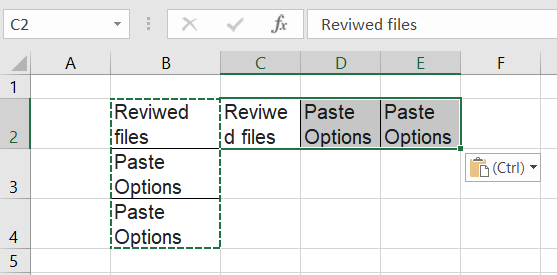 C2 Reviwed files
A B C D E F
1
2 Reviwed Reviwe Paste Paste
files d files Options Options
3 Paste (Ctrl)
Options
4 Paste
Options
5